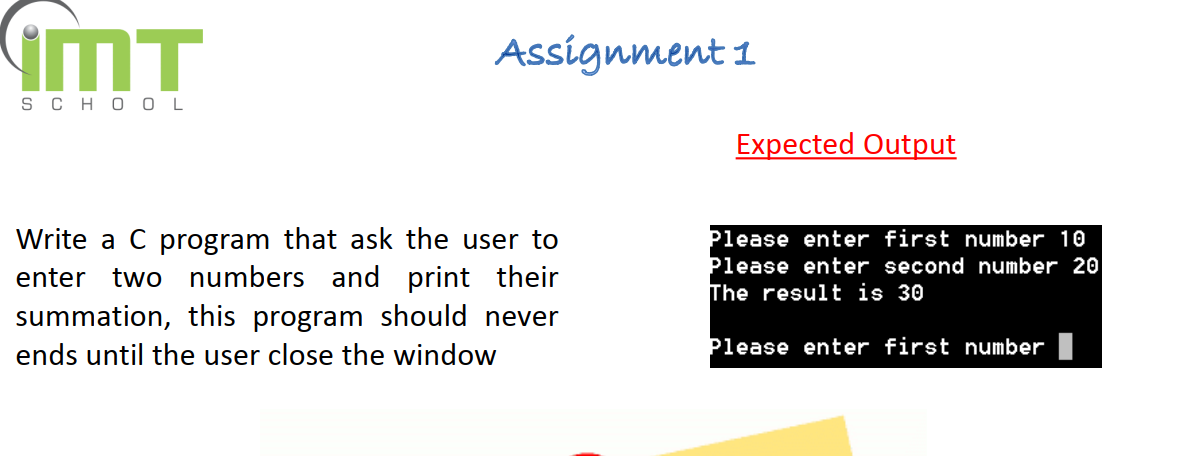 iMT
SCHOOL
Assignment 1
Expected Output
Write a C program that ask the user to
enter two numbers and print their
summation, this program should never
ends until the user close the window
Please enter first number 10
Please enter second number 20
The result is 30
Please enter first number